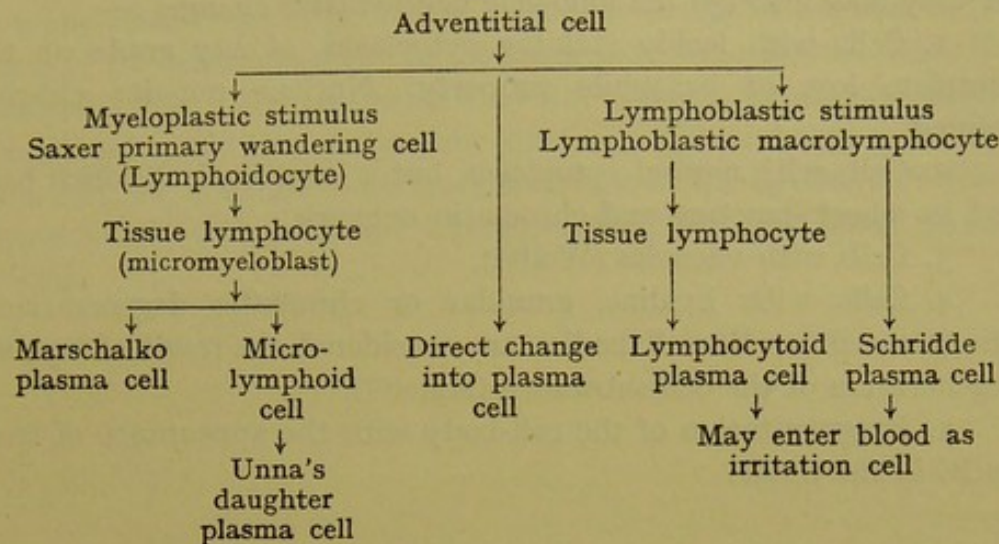 Adventitial cell
Myeloplastic stimulus
Saxer primary wandering cell
(Lymphoidocyte)
Tissue lymphocyte
(micromyeloblast)
Marschalko
plasma cell
Micro-
lymphoid
cell
Unna's
daughter
plasma cell
Direct change
into plasma
cell
Lymphoblastic stimulus
Lymphoblastic macrolymphocyte
Tissue lymphocyte
Lymphocytoid
plasma cell
Schridde
plasma cell
May enter blood as
irritation cell